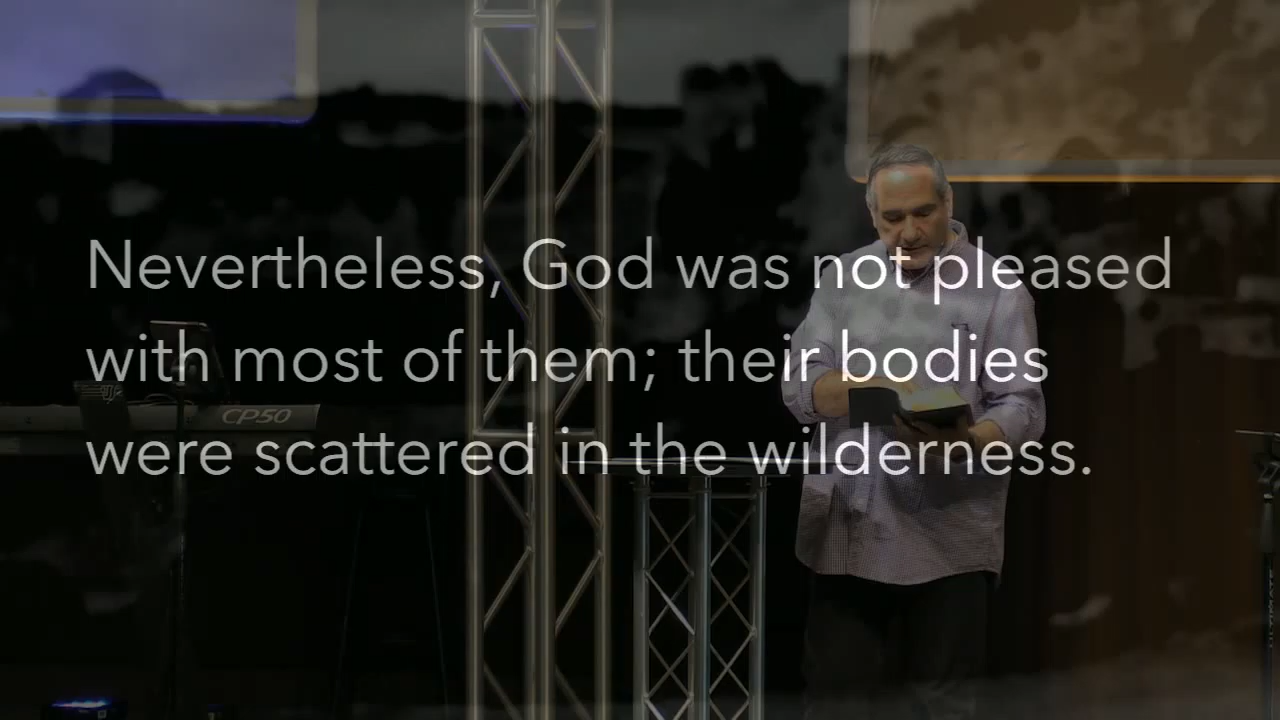 Nevertheless, God was not pleased
with most of them; their bodies
were scattered in the wilderness.
CP50